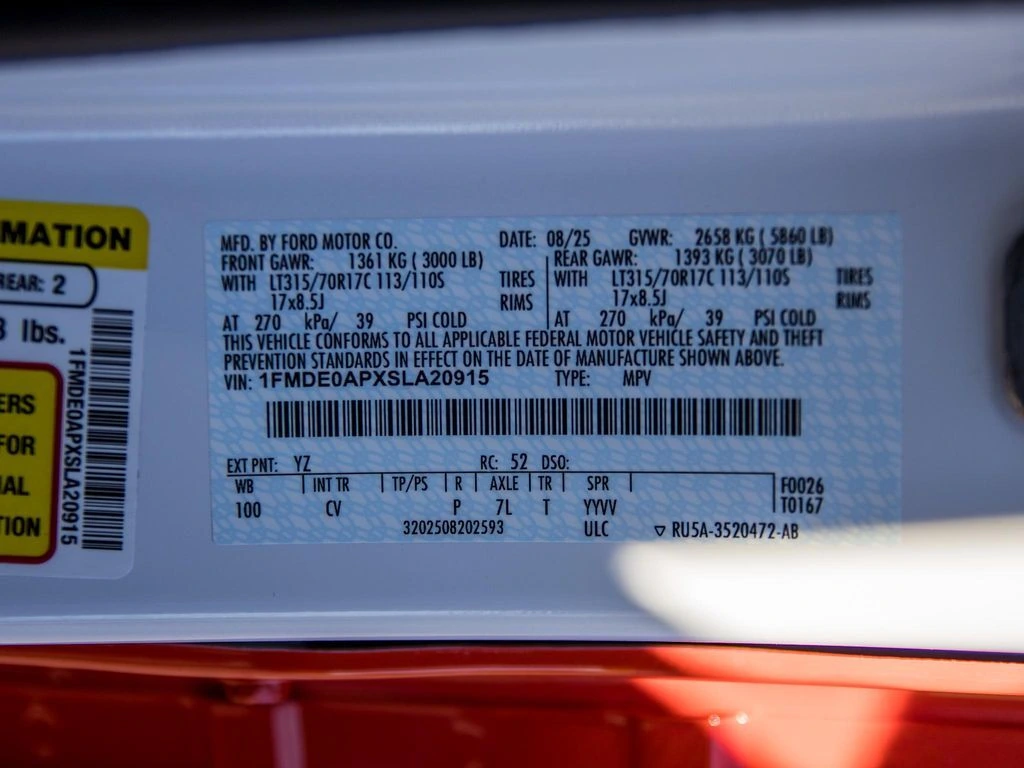 MATION
REAR: 2
lbs.
ERS
FOR
IAL
TION
1FMDE0APXSLA20915
MFD. BY FORD MOTOR CO. DATE: 08/25 GVWR: 2658 KG ( 5860 LB)
FRONT GAWR: 1361 KG ( 3000 LB) REAR GAWR: 1393 KG ( 3070 LB)
WITH LT315/70R17C 113/110S TIRES WITH LT315/70R17C 113/110S TIRES
17x8.5J RIMS 17x8.5J RIMS
AT 270 kPa/ 39 PSI COLD AT 270 kPa/ 39 PSI COLD
THIS VEHICLE CONFORMS TO ALL APPLICABLE FEDERAL MOTOR VEHICLE SAFETY AND THEFT
PREVENTION STANDARDS IN EFFECT ON THE DATE OF MANUFACTURE SHOWN ABOVE.
VIN: 1FMDE0APXSLA20915 TYPE: MPV
EXT PNT: YZ RC: 52 DSO:
WB INT TR TP/PS R AXLE TR SPR F0026
100 CV P 7L T YYVV T0167
3202508202593 ULC ▽ RU5A-3520472-AB